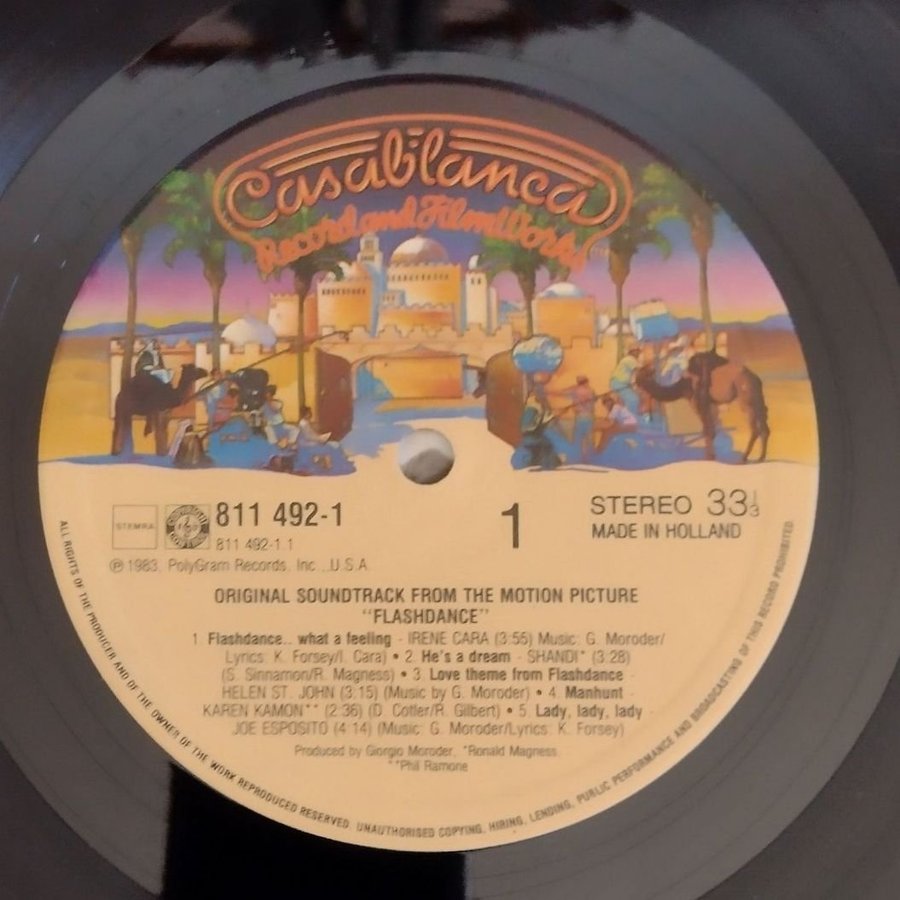 Casablanca
Record and FilmWorks
STEMRA
811 492-1
811 492-1.1
1
STEREO 33 1/3
MADE IN HOLLAND
℗ 1983, PolyGram Records, Inc ., U.S.A.
ORIGINAL SOUNDTRACK FROM THE MOTION PICTURE
"FLASHDANCE"
1. Flashdance.. what a feeling - IRENE CARA (3:55) Music: G. Moroder/
Lyrics: K. Forsey/I. Cara) • 2. He's a dream - SHANDI* (3:28)
(S. Sinnamon/R. Magness) • 3. Love theme from Flashdance -
HELEN ST. JOHN (3:15) (Music by G. Moroder) • 4. Manhunt -
KAREN KAMON** (2:36) (D. Cotler/R. Gilbert) • 5. Lady, lady, lady -
JOE ESPOSITO (4:14) (Music: G. Moroder/Lyrics: K. Forsey)
Produced by Giorgio Moroder, *Ronald Magness
**Phil Ramone
ALL RIGHTS OF THE PRODUCER AND OF THE OWNER OF THE WORK REPRODUCED RESERVED. UNAUTHORISED COPYING, HIRING, LENDING, PUBLIC PERFORMANCE AND BROADCASTING OF THIS RECORD PROHIBITED